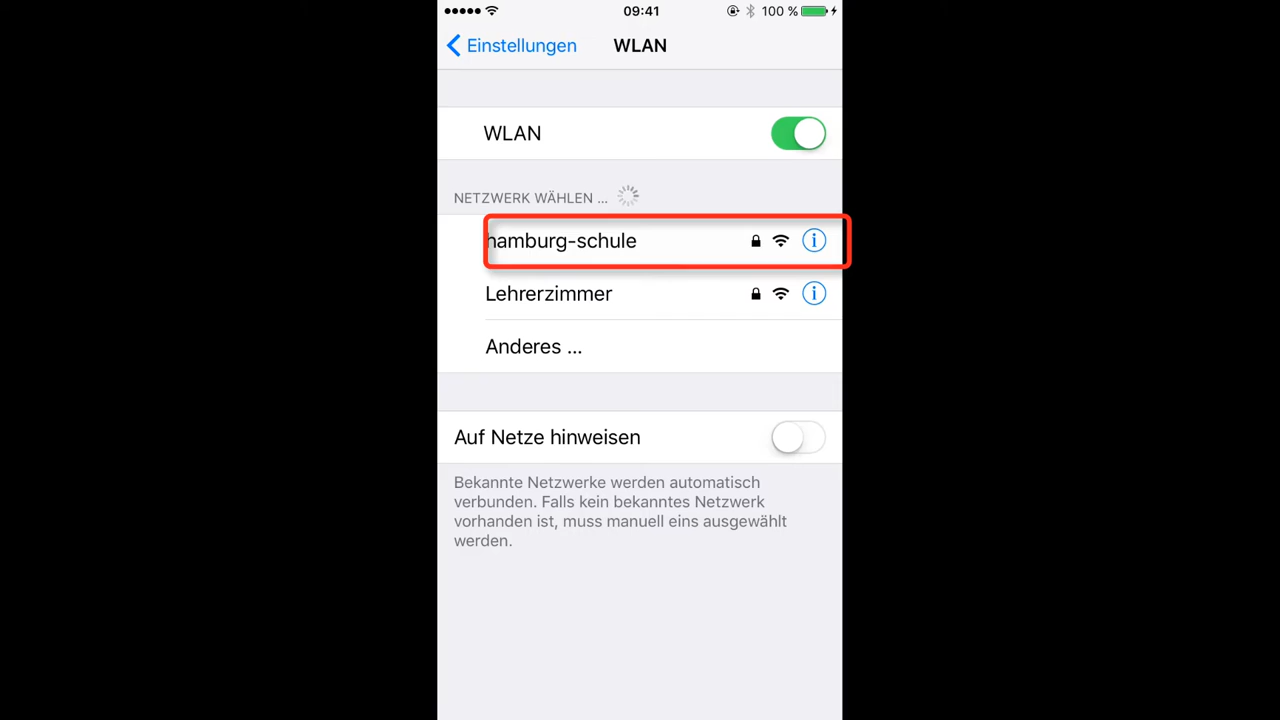 09:41 100 %
Einstellungen WLAN
WLAN
NETZWERK WÄHLEN ...
hamburg-schule
Lehrerzimmer
Anderes ...
Auf Netze hinweisen
Bekannte Netzwerke werden automatisch
verbunden. Falls kein bekanntes Netzwerk
vorhanden ist, muss manuell eins ausgewählt
werden.